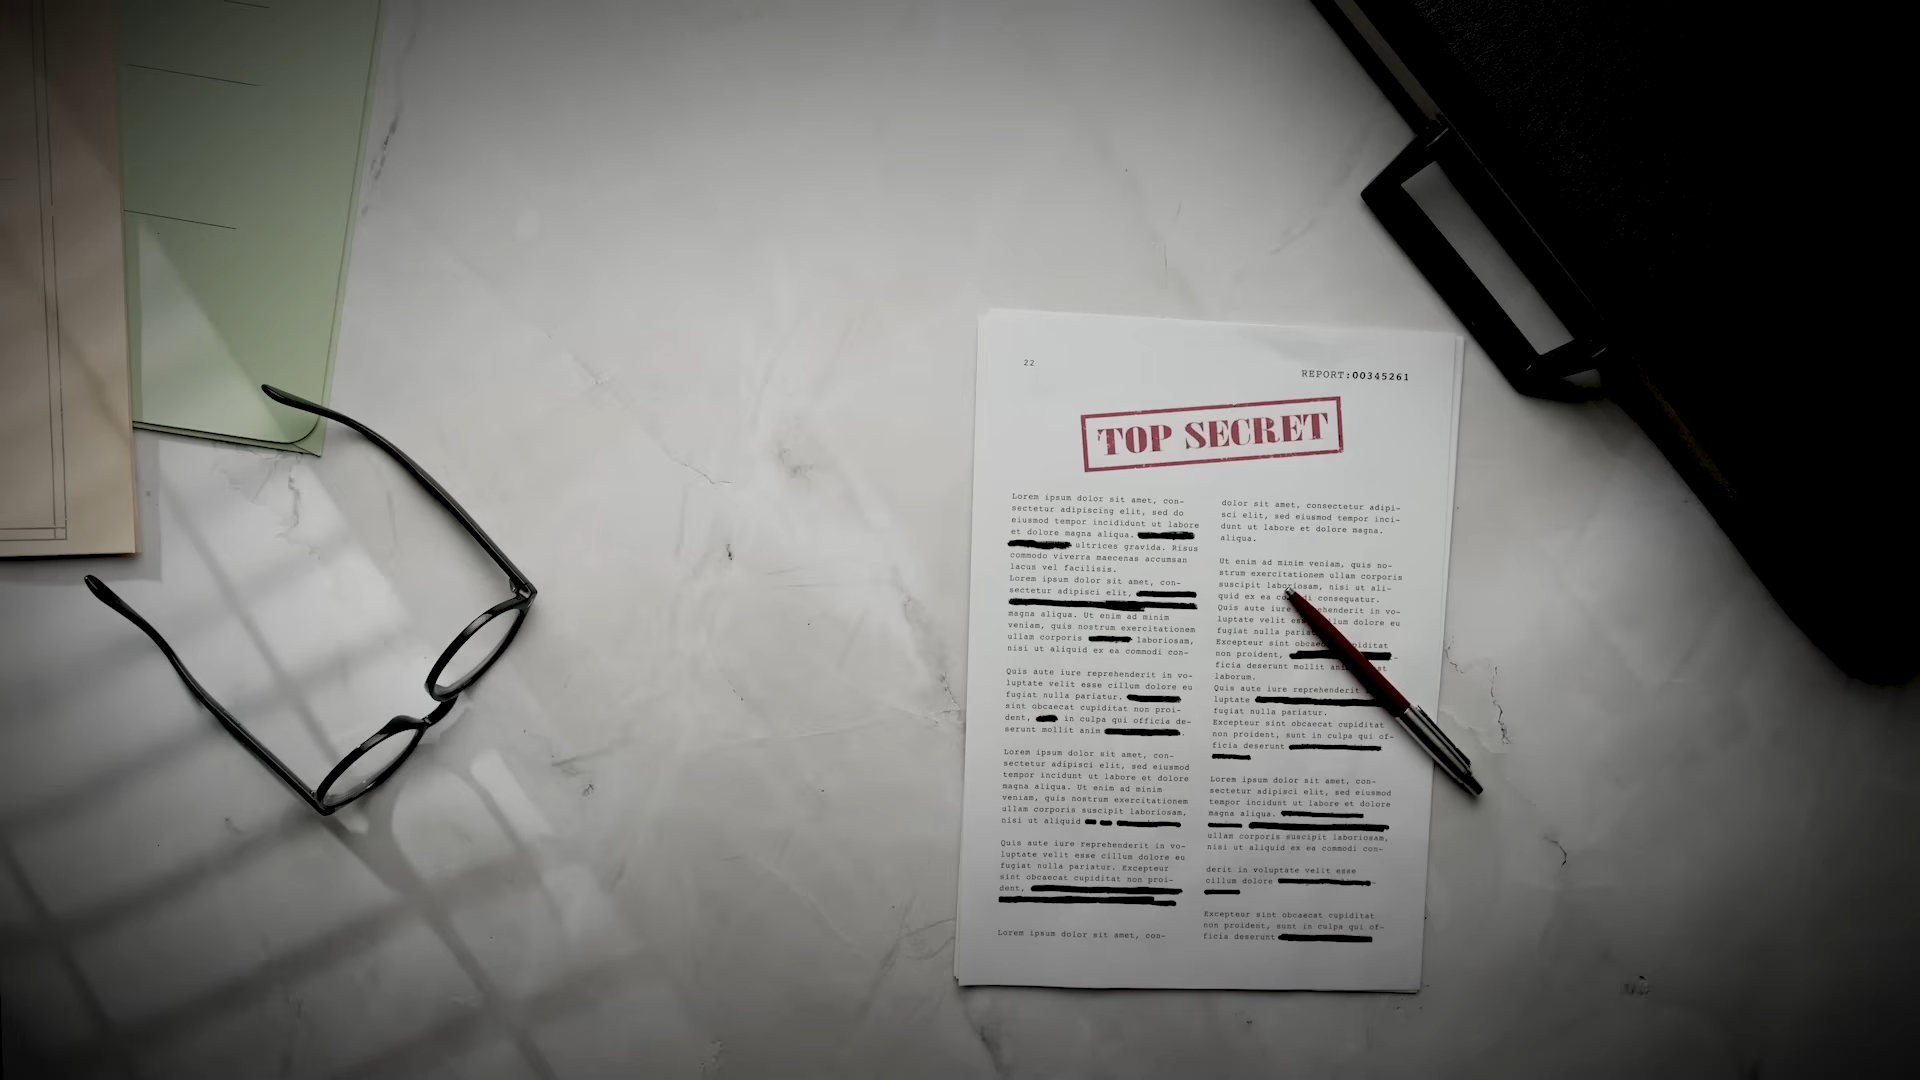 22
REPORT:00345261
TOP SECRET
Lorem ipsum dolor sit amet, con-
sectetur adipiscing elit, sed do
eiusmod tempor incididunt ut labore
et dolore magna aliqua.
ultrices gravida. Risus
commodo viverra maecenas accumsan
lacus vel facilisis.
Lorem ipsum dolor sit amet, con-
sectetur adipisci elit,
magna aliqua. Ut enim ad minim
veniam, quis nostrum exercitationem
ullam corporis laboriosam,
nisi ut aliquid ex ea commodi con-
Quis aute iure reprehenderit in vo-
luptate velit esse cillum dolore eu
fugiat nulla pariatur.
sint obcaecat cupiditat non proi-
dent, in culpa qui officia de-
serunt mollit anim .
Lorem ipsum dolor sit amet, con-
sectetur adipisci elit, sed eiusmod
tempor incidunt ut labore et dolore
magna aliqua. Ut enim ad minim
veniam, quis nostrum exercitationem
ullam corporis suscipit laboriosam,
nisi ut aliquid
Quis aute iure reprehenderit in vo-
luptate velit esse cillum dolore eu
fugiat nulla pariatur. Excepteur
sint obcaecat cupiditat non proi-
dent,
Lorem ipsum dolor sit amet, con-
dolor sit amet, consectetur adipi-
sci elit, sed eiusmod tempor inci-
dunt ut labore et dolore magna.
aliqua.
Ut enim ad minim veniam, quis no-
strum exercitationem ullam corporis
suscipit laboriosam, nisi ut ali-
quid ex ea consequatur.
Quis aute iure in vo-
luptate velit cillum dolore eu
fugiat nulla
Excepteur sint cupiditat
non proident,
ficia deserunt mollit
laborum.
Quis aute iure reprehenderit
luptate
fugiat nulla pariatur.
Excepteur sint obcaecat cupiditat
non proident, sunt in culpa qui of-
ficia deserunt
Lorem ipsum dolor sit amet, con-
sectetur adipisci elit, sed eiusmod
tempor incidunt ut labore et dolore
magna aliqua.
ullam corporis suscipit laboriosam,
nisi ut aliquid ex ea commodi con-
derit in voluptate velit esse
cillum dolore -
Excepteur sint obcaecat cupiditat
non proident, sunt in culpa qui of-
ficia deserunt